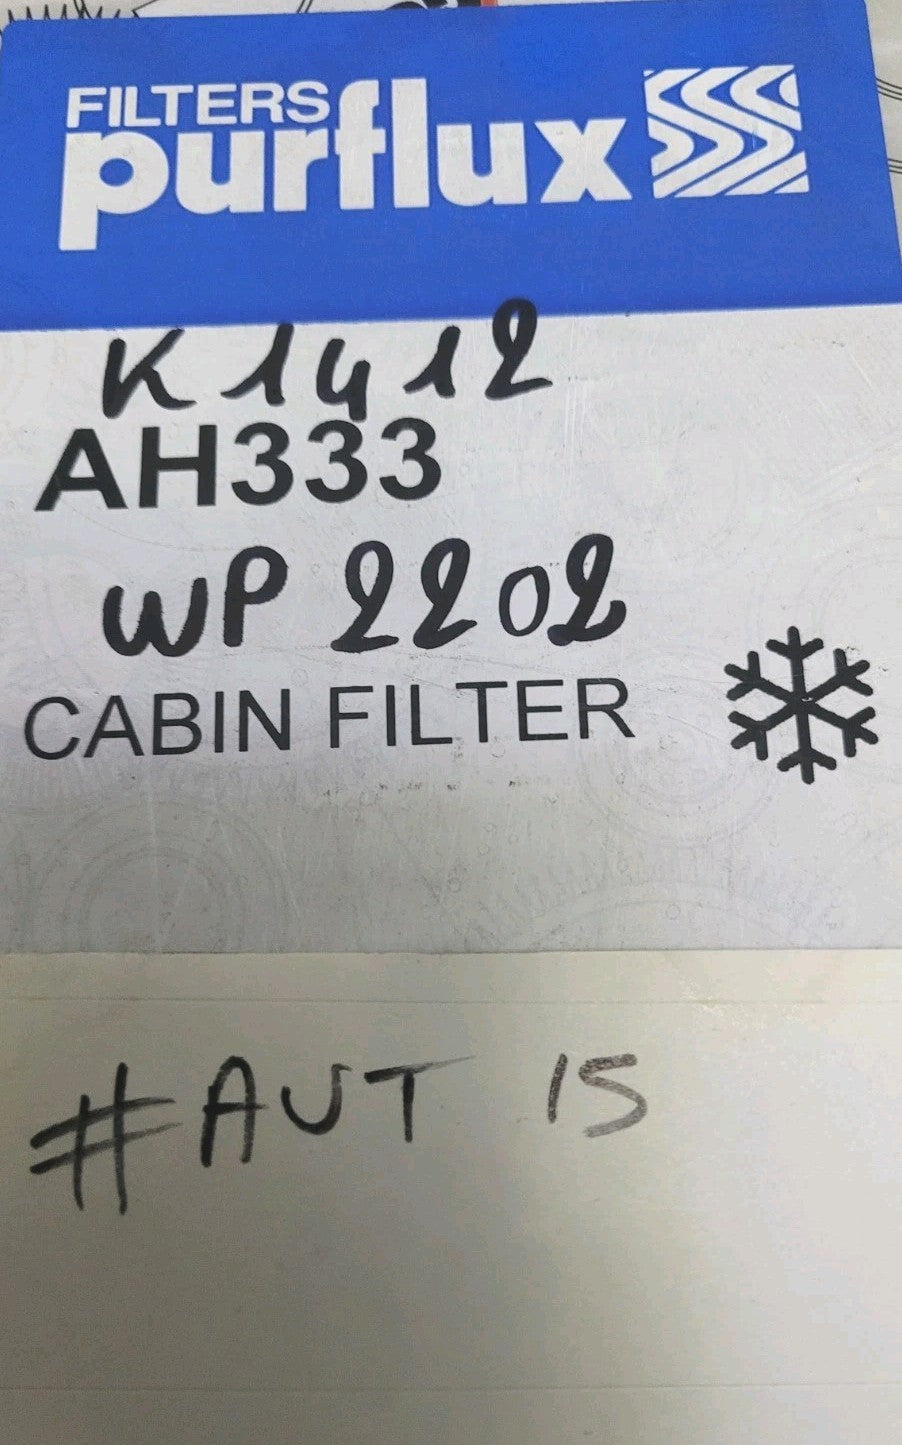 FILTERS
purflux
K1412
AH333
WP 2202
CABIN FILTER
#AUT 15